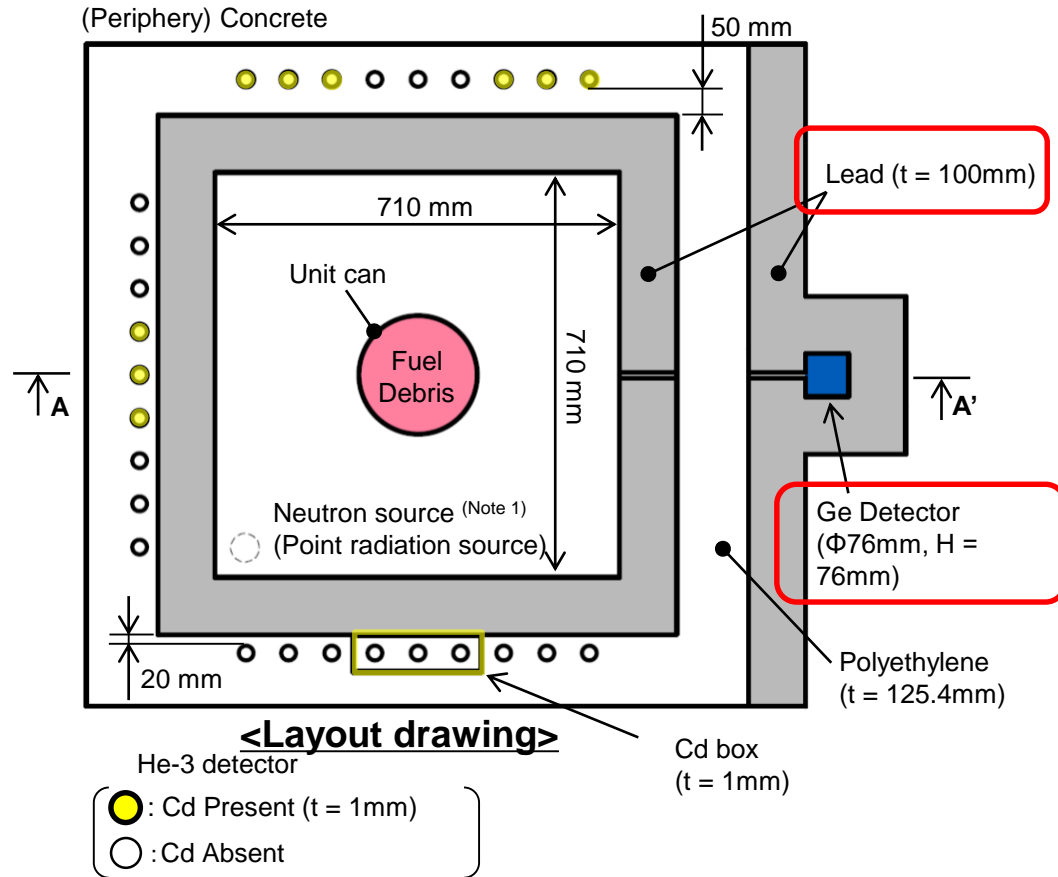 (Periphery) Concrete
50 mm
Lead (t = 100mm)
710 mm
Unit can
710 mm
Fuel
Debris
A
A'
Neutron source (Note 1)
(Point radiation source)
Ge Detector
(Φ76mm, H =
76mm)
20 mm
Polyethylene
(t = 125.4mm)
<Layout drawing>
Cd box
(t = 1mm)
He-3 detector
: Cd Present (t = 1mm)
: Cd Absent